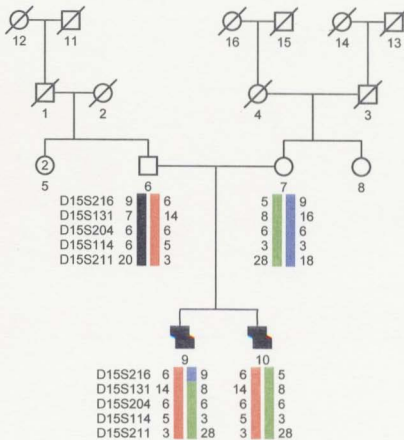 12 11 16 15 14 13
1 2 4 3
2
5 6 7 8
D15S216 9 6 5 9
D15S131 7 14 8 16
D15S204 6 6 6 6
D15S114 6 5 3 3
D15S211 20 3 28 18
9 10
D15S216 6 9 6 5
D15S131 14 8 14 8
D15S204 6 6 6 6
D15S114 5 3 5 3
D15S211 3 28 3 28